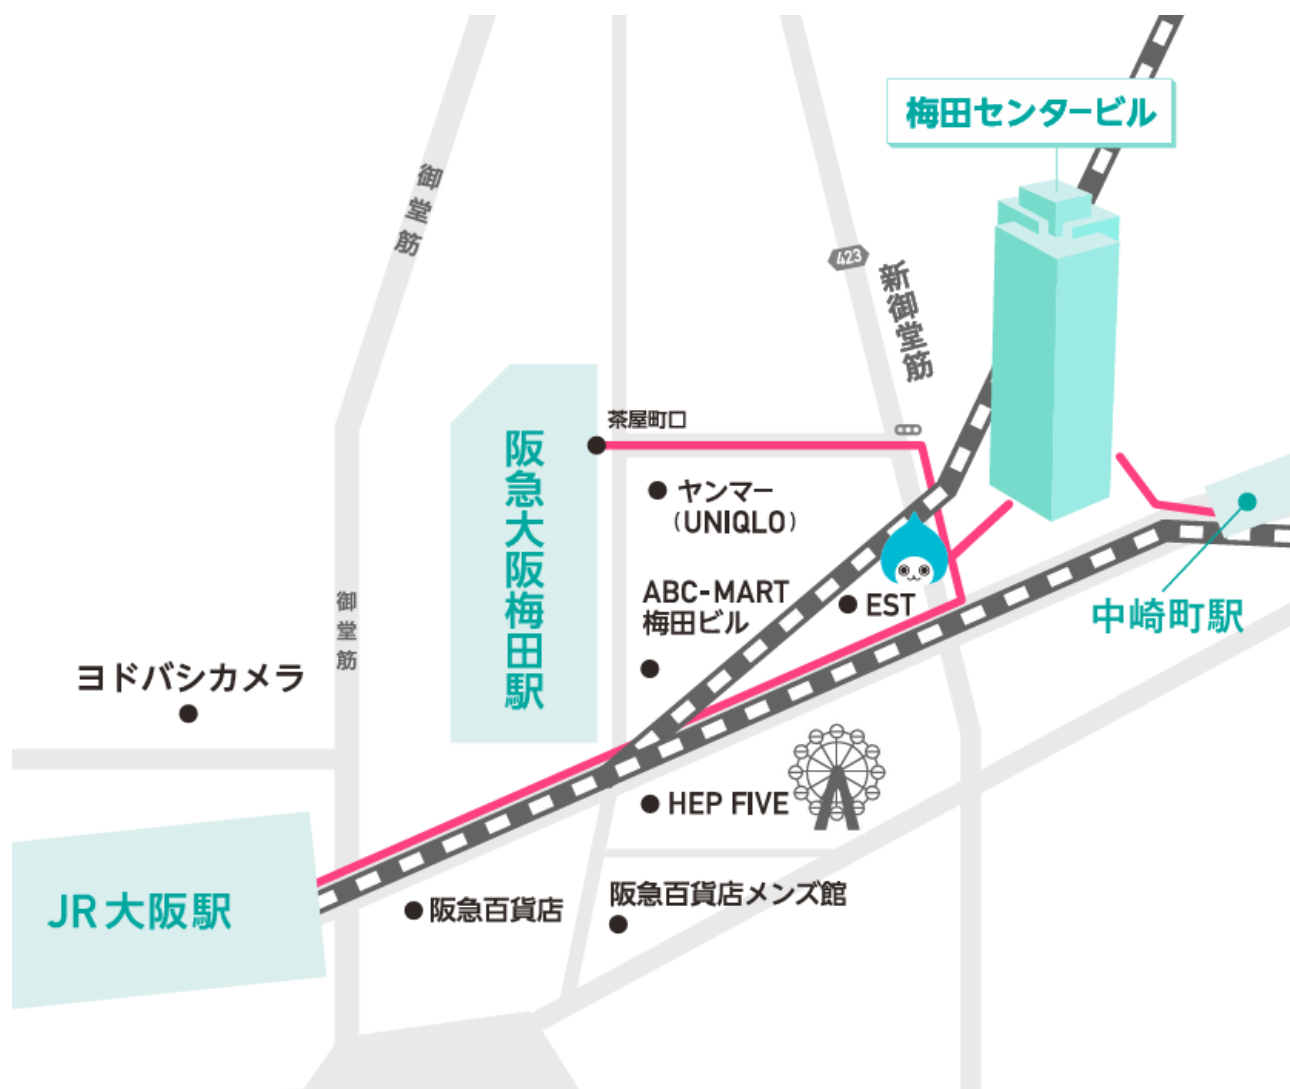 梅田センタービル
御堂筋
423
新御堂筋
茶屋町口
阪急大阪梅田駅
ヤンマー
(UNIQLO)
ABC-MART
梅田ビル
EST
中崎町駅
御堂筋
ヨドバシカメラ
HEP FIVE
JR大阪駅
阪急百貨店
阪急百貨店メンズ館